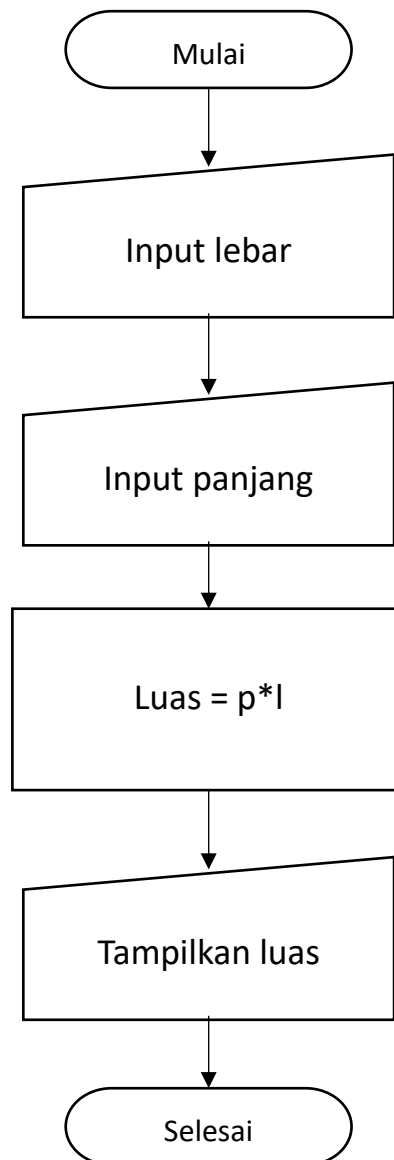 Mulai
Input lebar
Input panjang
Luas = p*l
Tampilkan luas
Selesai